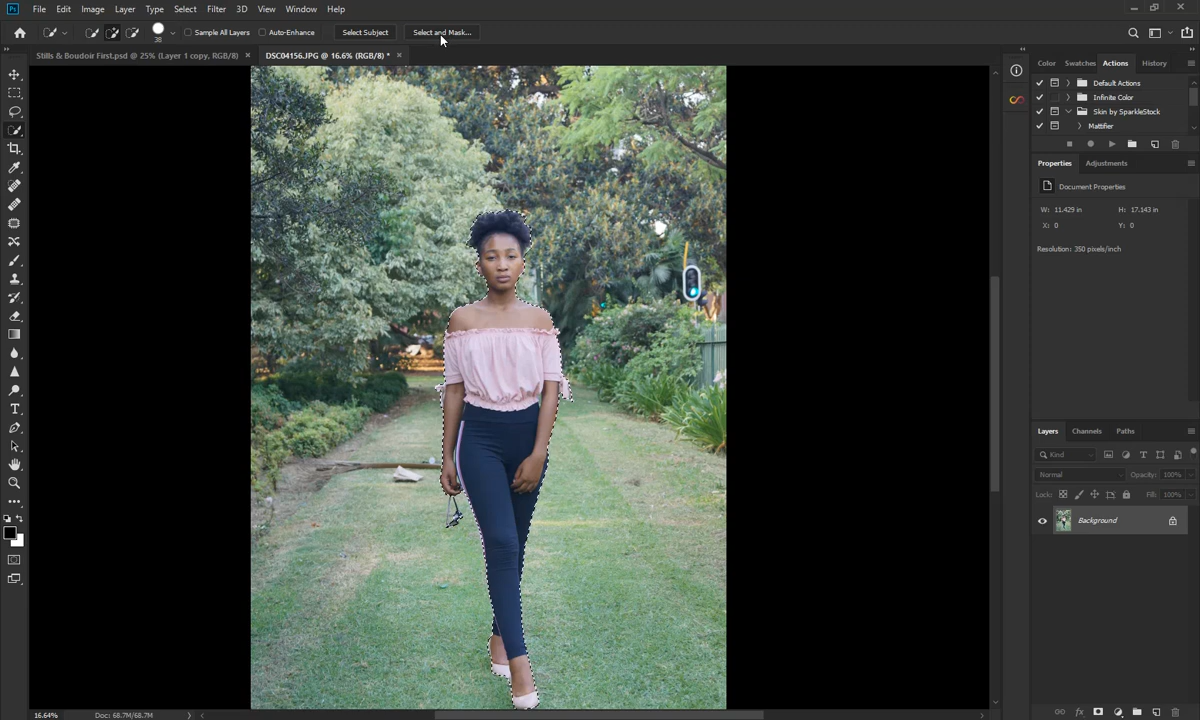 Ps File Edit Image Layer Type Select Filter 3D View Window Help
38 Sample All Layers Auto-Enhance Select Subject Select and Mask...
Stills & Boudoir First.psd @ 25% (Layer 1 copy, RGB/8) × DSC04156.JPG @ 16.6% (RGB/8) * ×
Color Swatches Actions History
Default Actions
Infinite Color
Skin by SparkleStock
Mattifier
Properties Adjustments
Document Properties
W: 11.429 in H: 17.143 in
X: 0 Y: 0
Resolution: 350 pixels/inch
Layers Channels Paths
Kind
Normal Opacity: 100%
Lock: Fill: 100%
Background
16.64% Doc: 68.7M/68.7M